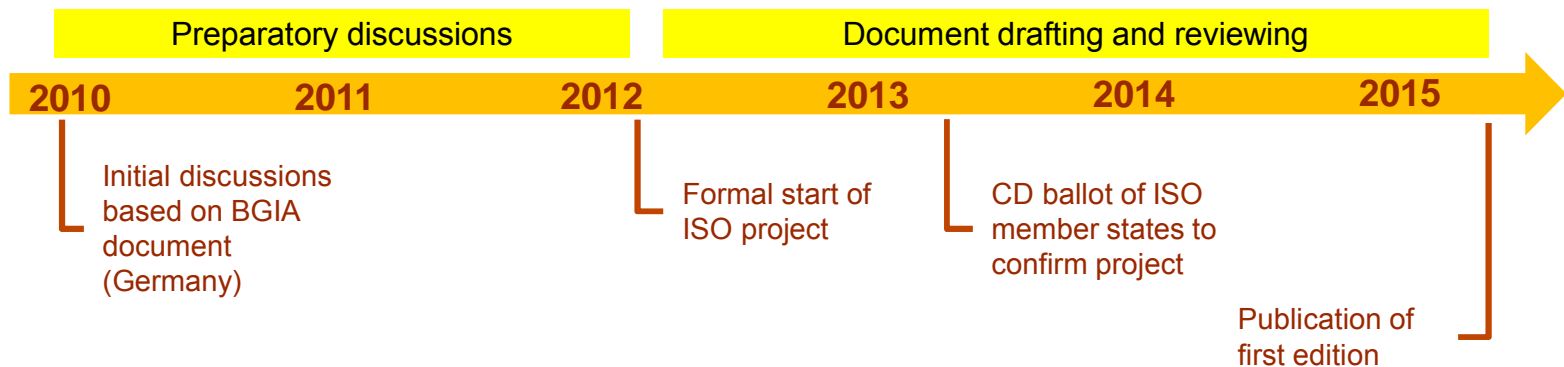 Preparatory discussions
Document drafting and reviewing
2010 2011 2012 2013 2014 2015
Initial discussions
based on BGIA
document
(Germany)
Formal start of
ISO project
CD ballot of ISO
member states to
confirm project
Publication of
first edition